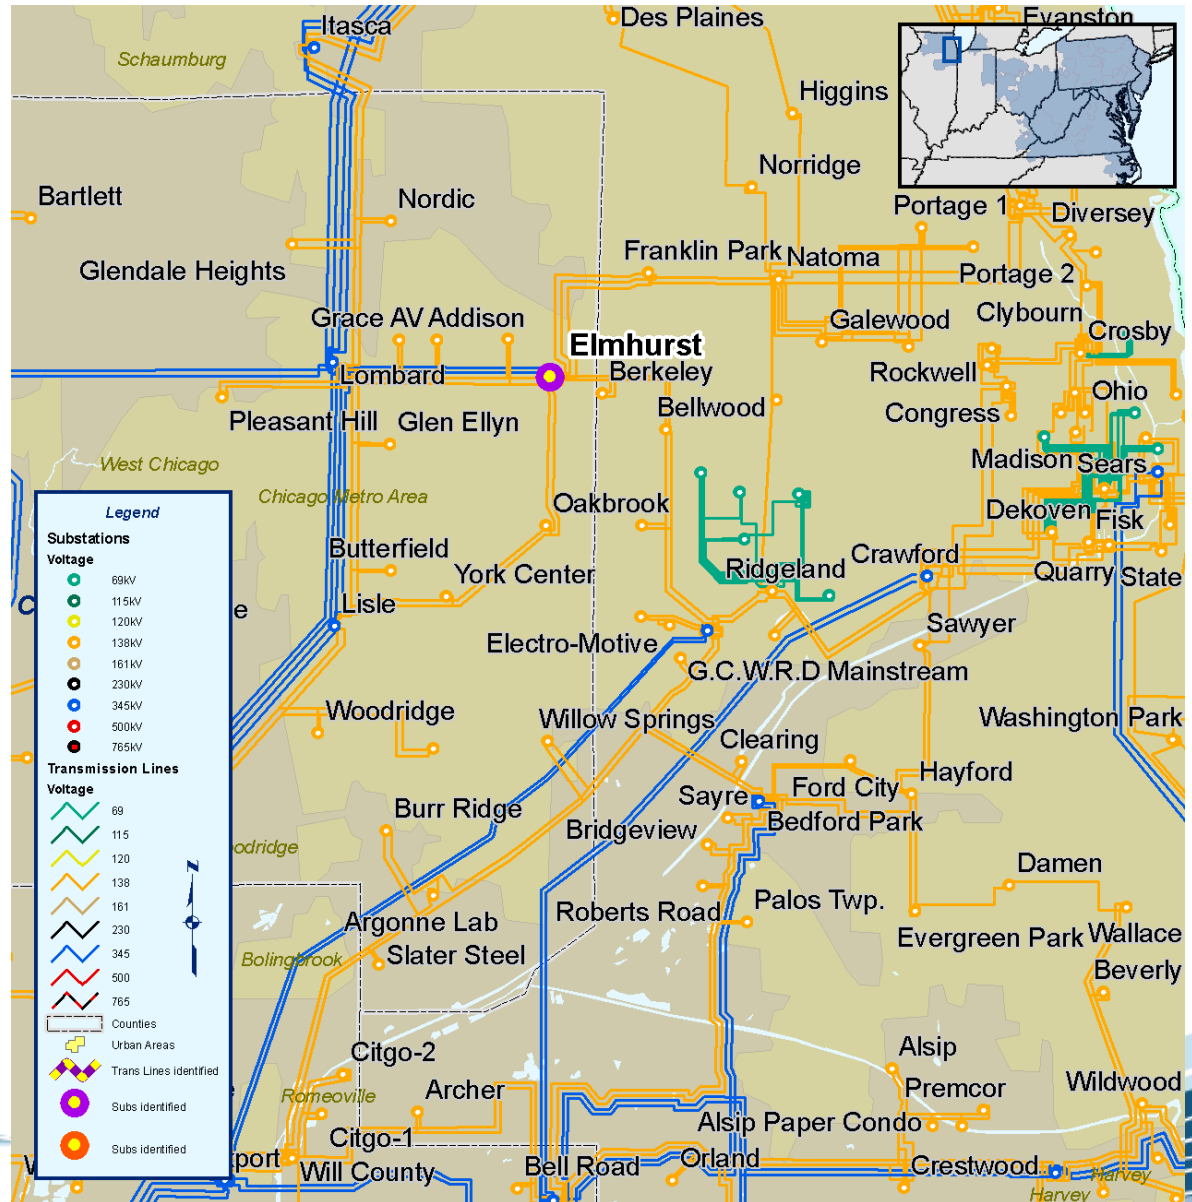 Itasca
Des Plaines
Evanston
Schaumburg
Higgins
Norridge
Bartlett
Nordic
Portage 1
Diversey
Franklin Park
Natoma
Glendale Heights
Portage 2
Grace AV
Addison
Galewood
Clybourn
Crosby
Elmhurst
Lombard
Berkeley
Rockwell
Ohio
Pleasant Hill
Glen Ellyn
Bellwood
Congress
West Chicago
Madison
Sears
Chicago Metro Area
Oakbrook
Dekoven
Fisk
Butterfield
York Center
Ridgeland
Crawford
Quarry
State
Lisle
Electro-Motive
Sawyer
G.C.W.R.D Mainstream
Woodridge
Willow Springs
Clearing
Washington Park
Hayford
Sayre
Ford City
Burr Ridge
Bridgeview
Bedford Park
oodridge
Damen
Argonne Lab
Roberts Road
Palos Twp.
Evergreen Park
Wallace
Bolingbrook
Slater Steel
Beverly
Citgo-2
Alsip
Romeoville
Archer
Premcor
Wildwood
Citgo-1
Alsip Paper Condo
kport
Will County
Bell Road
Orland
Crestwood
Harvey
Harvey
C
e
Legend
Substations
Voltage
69kV
115kV
120kV
138kV
161kV
230kV
345kV
500kV
765kV
Transmission Lines
Voltage
69
115
120
138
161
230
345
500
765
Counties
Urban Areas
Trans Lines identified
Subs identified
Subs identified
N